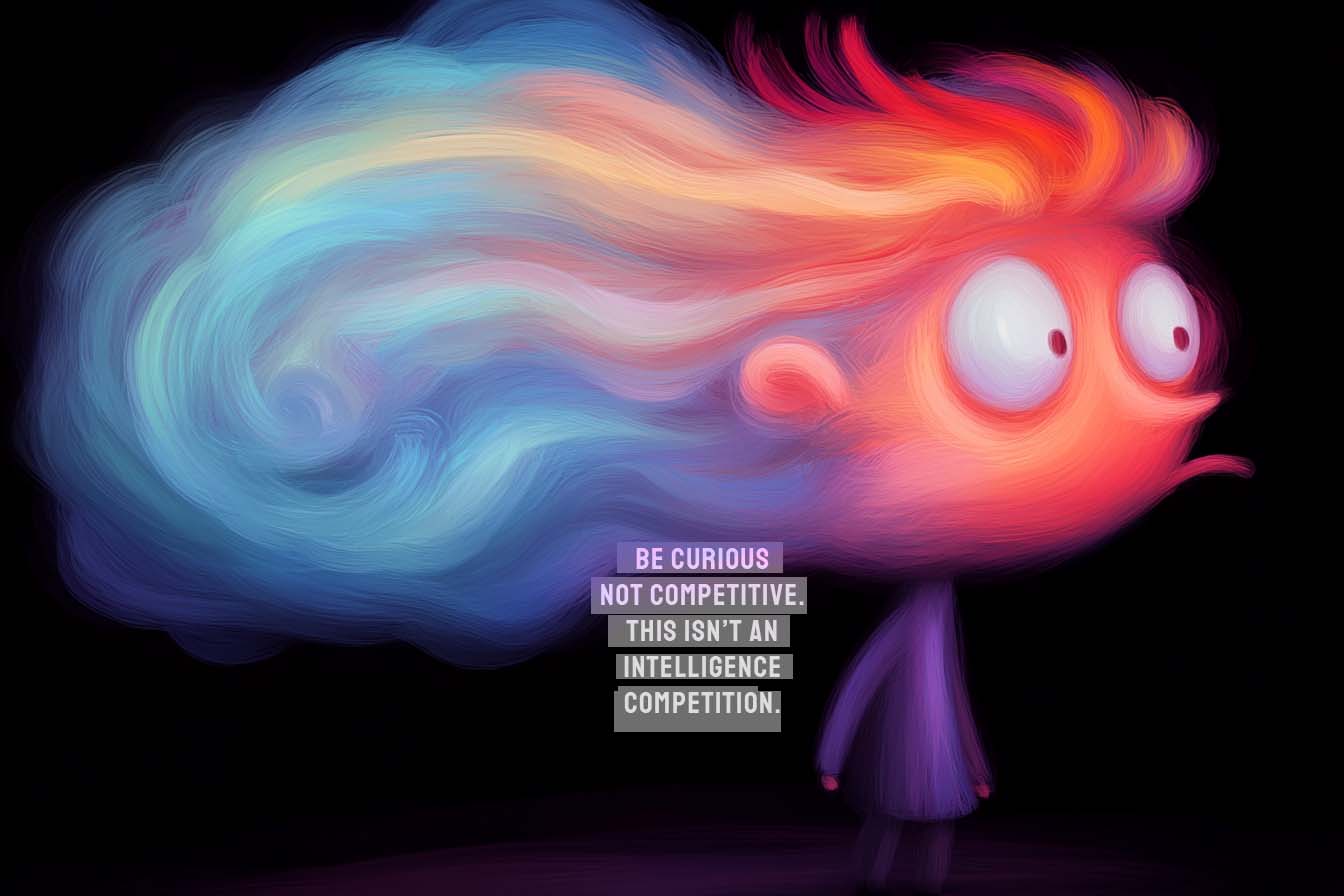 BE CURIOUS
NOT COMPETITIVE.
THIS ISN’T AN
INTELLIGENCE
COMPETITION.